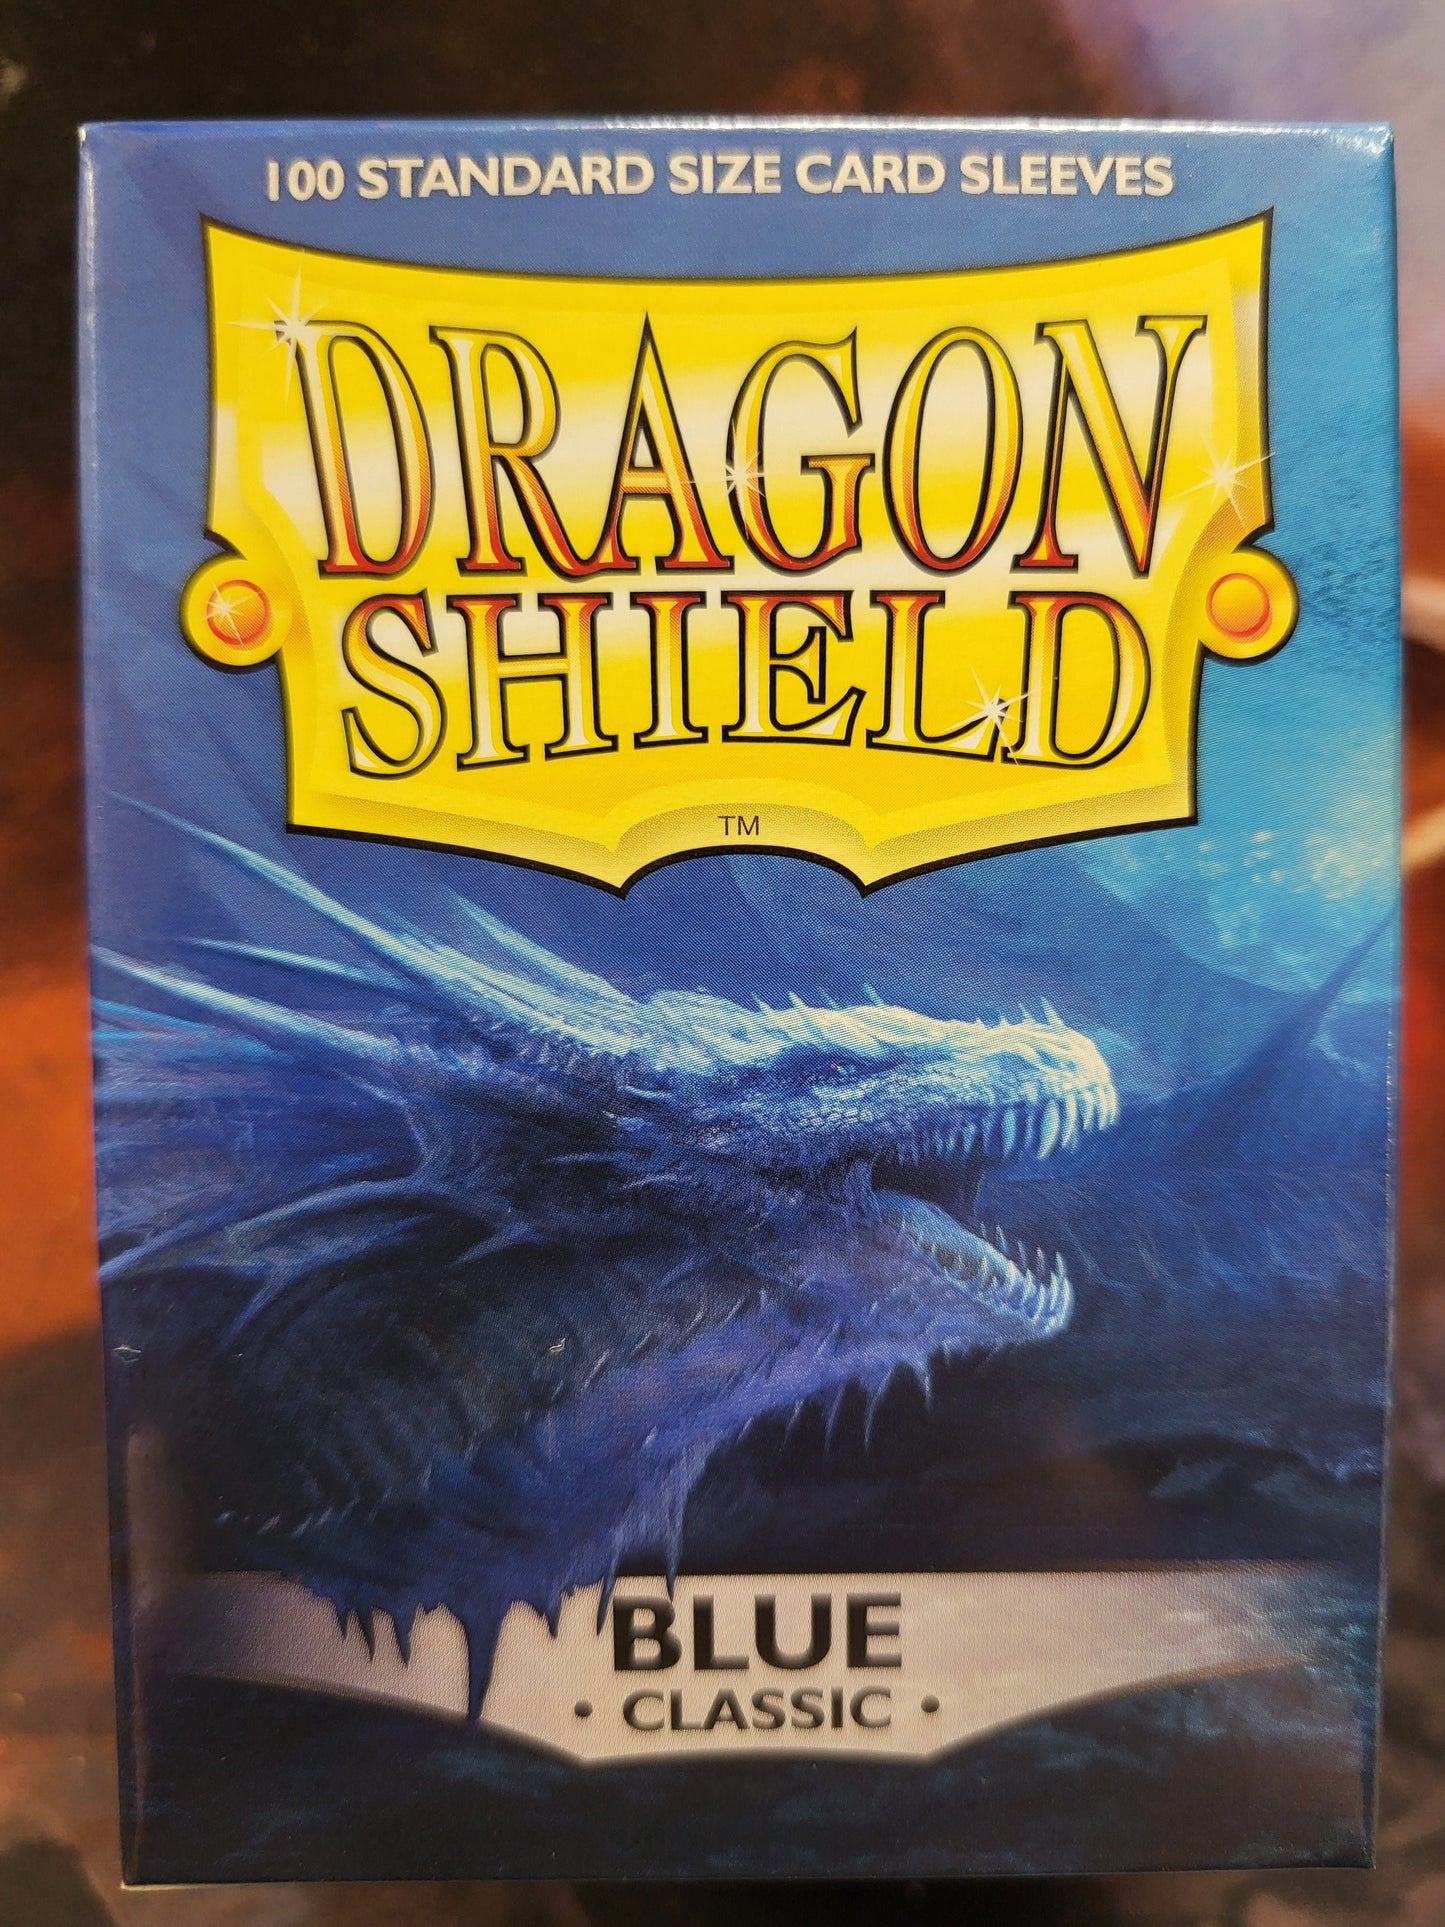 100 STANDARD SIZE CARD SLEEVES
DRAGON
SHIELD
TM
BLUE
• CLASSIC •